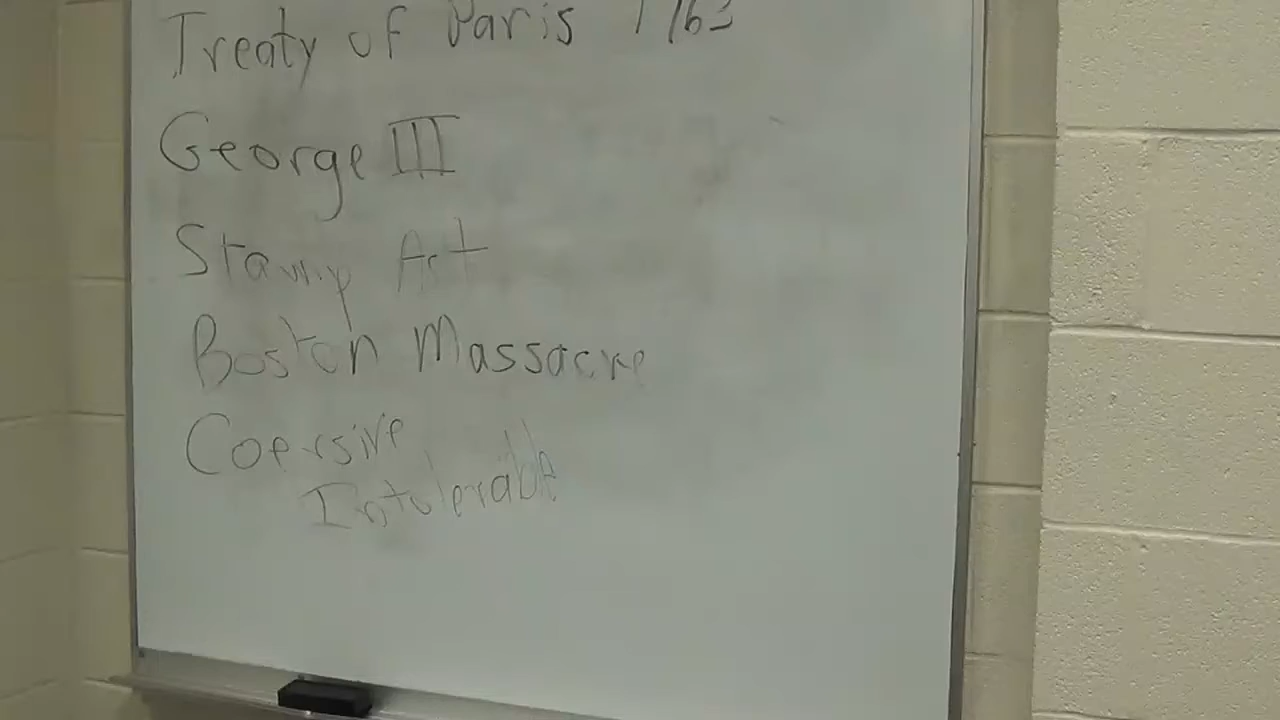 Treaty of Paris 1763
George III
Stamp Act
Boston Massacre
Coersive
Intolerable